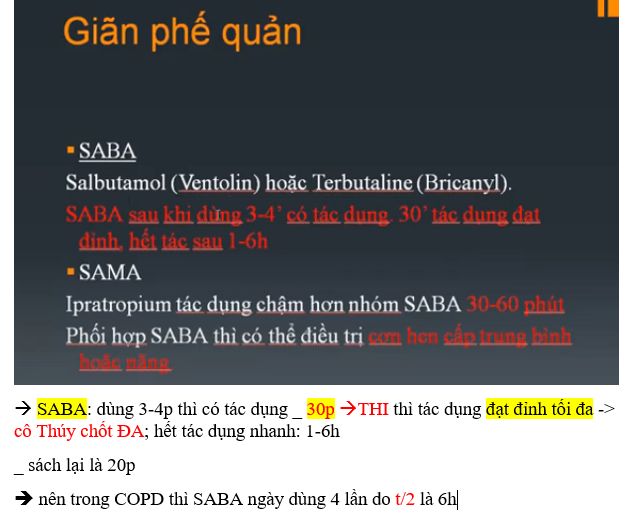 Giãn phế quản
▪ SABA
Salbutamol (Ventolin) hoặc Terbutaline (Bricanyl).
SABA sau khi dùng 3-4’ có tác dụng. 30’ tác dụng đạt
đỉnh, hết tác sau 1-6h
▪ SAMA
Ipratropium tác dụng chậm hơn nhóm SABA 30-60 phút
Phối hợp SABA thì có thể điều trị cơn hen cấp trung bình
hoặc nặng
→ SABA: dùng 3-4p thì có tác dụng _ 30p →THI thì tác dụng đạt đỉnh tối đa ->
cô Thúy chốt ĐA; hết tác dụng nhanh: 1-6h
_ sách lại là 20p
→ nên trong COPD thì SABA ngày dùng 4 lần do t/2 là 6h